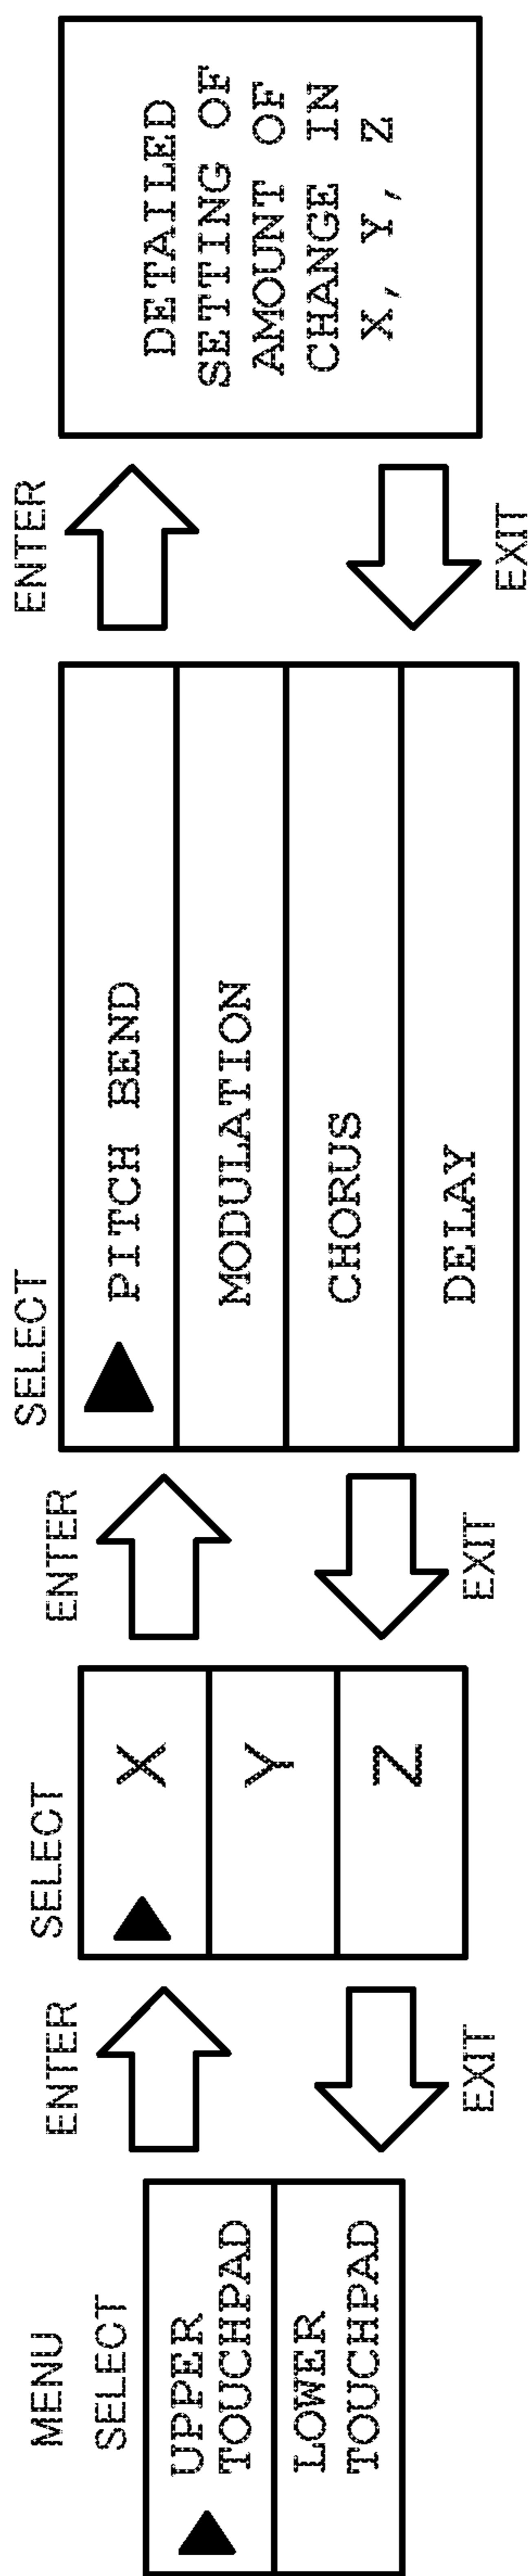 MENU
SELECT
UPPER
TOUCHPAD
LOWER
TOUCHPAD
ENTER
EXIT
SELECT
X
Y
Z
ENTER
EXIT
SELECT
PITCH BEND
MODULATION
CHORUS
DELAY
ENTER
EXIT
DETAILED
SETTING OF
AMOUNT OF
CHANGE IN
X, Y, Z